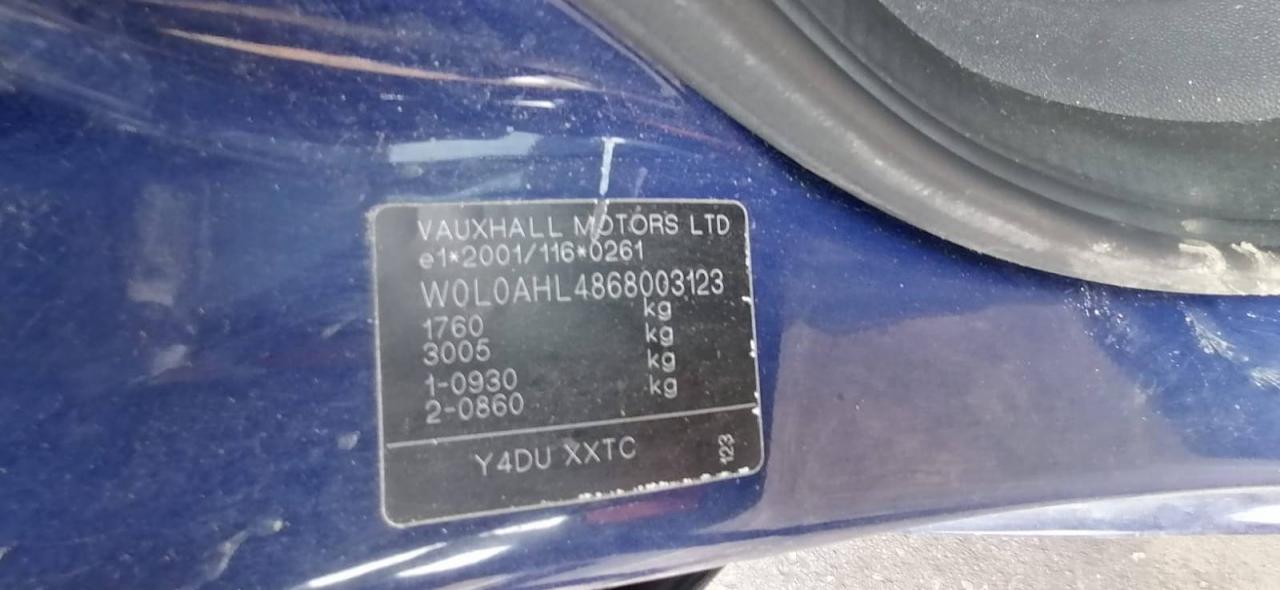 VAUXHALL MOTORS LTD
e1*2001/116*0261
W0L0AHL4868003123
1760 kg
3005 kg
1-0930 kg
2-0860 kg
Y4DU XXTC
123